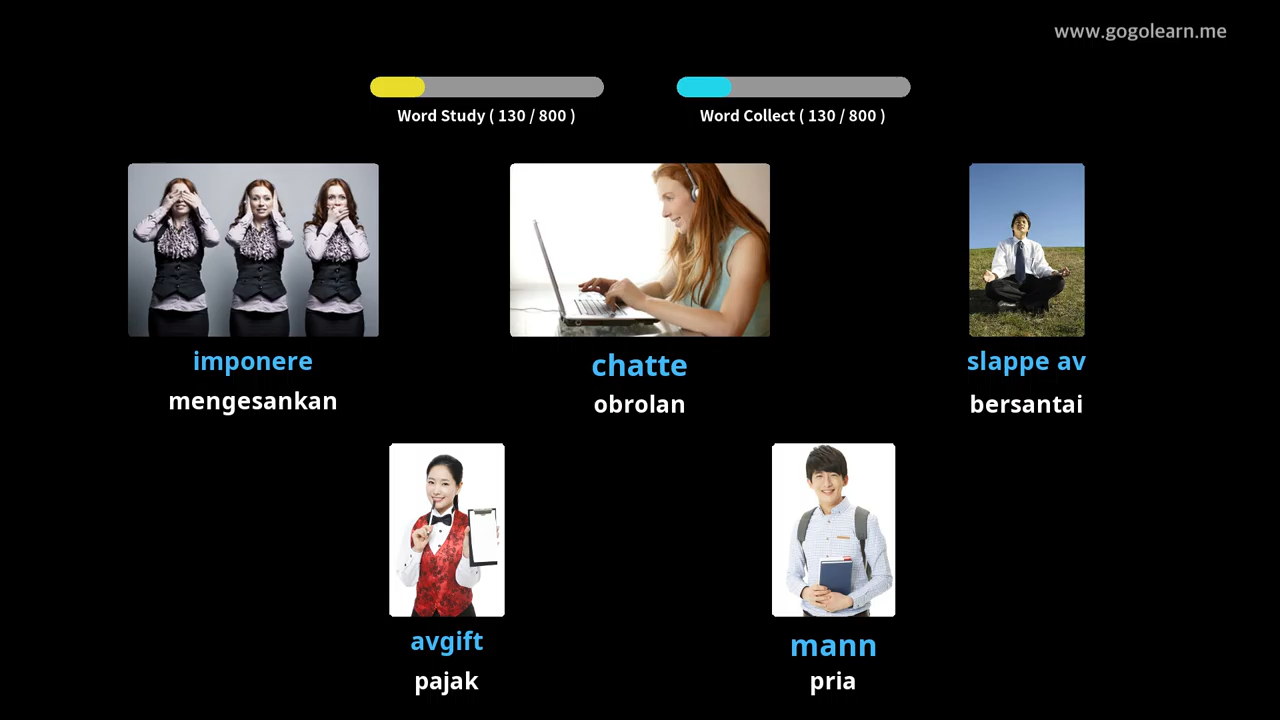 www.gogolearn.me
Word Study ( 130 / 800 )
Word Collect ( 130 / 800 )
imponere
mengesankan
chatte
obrolan
slappe av
bersantai
avgift
pajak
mann
pria